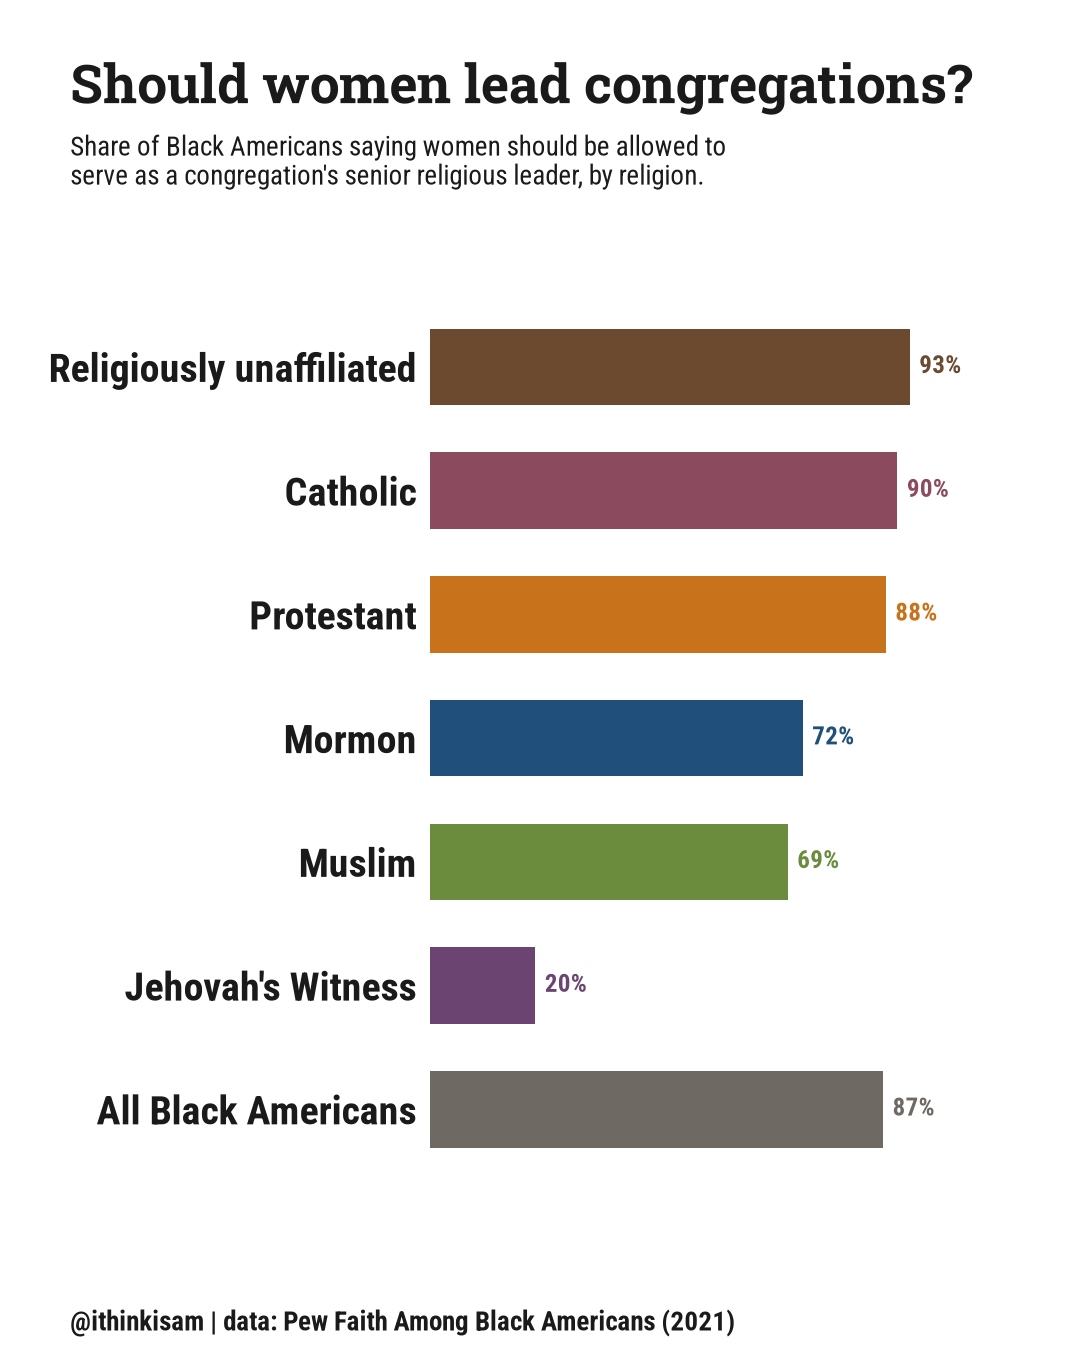 Should women lead congregations?
Share of Black Americans saying women should be allowed to
serve as a congregation's senior religious leader, by religion.
Religiously unaffiliated 93%
Catholic 90%
Protestant 88%
Mormon 72%
Muslim 69%
Jehovah's Witness 20%
All Black Americans 87%
@ithinkisam | data: Pew Faith Among Black Americans (2021)